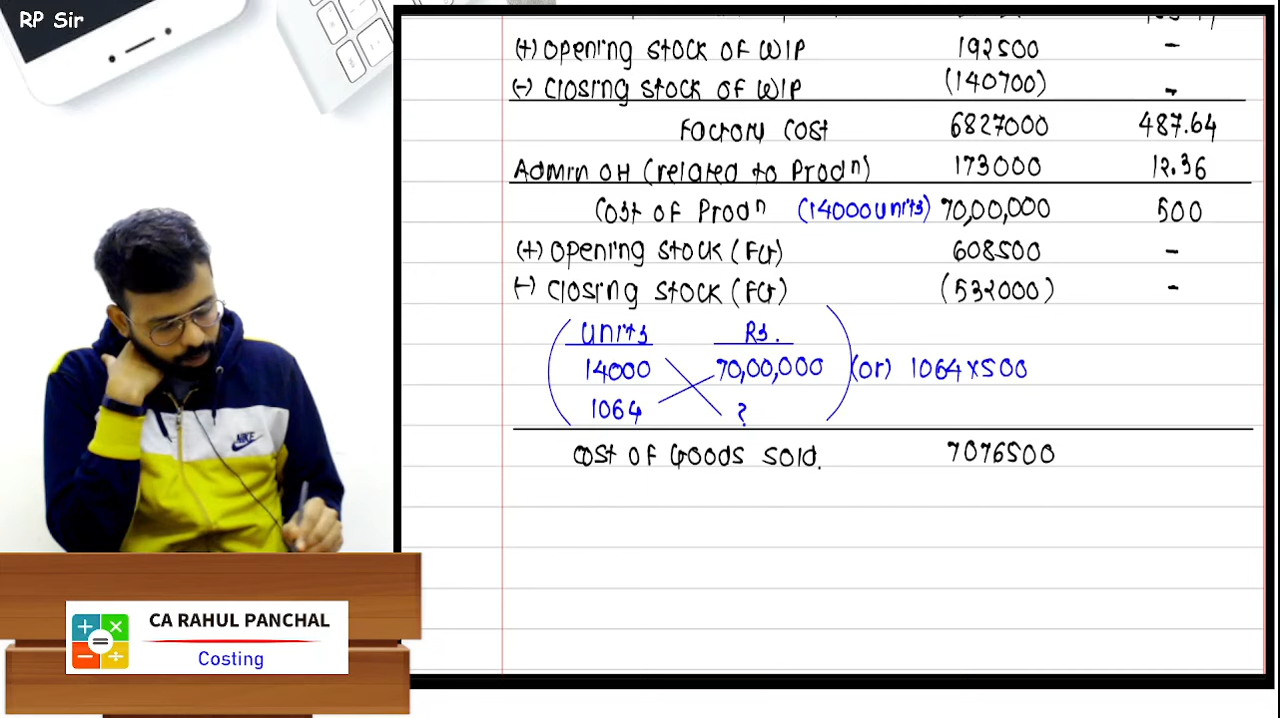 RP Sir
(+) Opening stock of WIP 192500 -
(-) Closing stock of WIP (140700) -
Factory Cost 6827000 487.64
Admin OH (related to Prodn) 173000 12.36
Cost of Prodn (14000 units) 70,00,000 500
(+) Opening stock (FG) 608500 -
(-) Closing stock (FG) (532000) -
Units Rs.
14000 70,00,000 (or) 1064x500
1064 ?
Cost of Goods sold. 7076500
NIKE
CA RAHUL PANCHAL
Costing